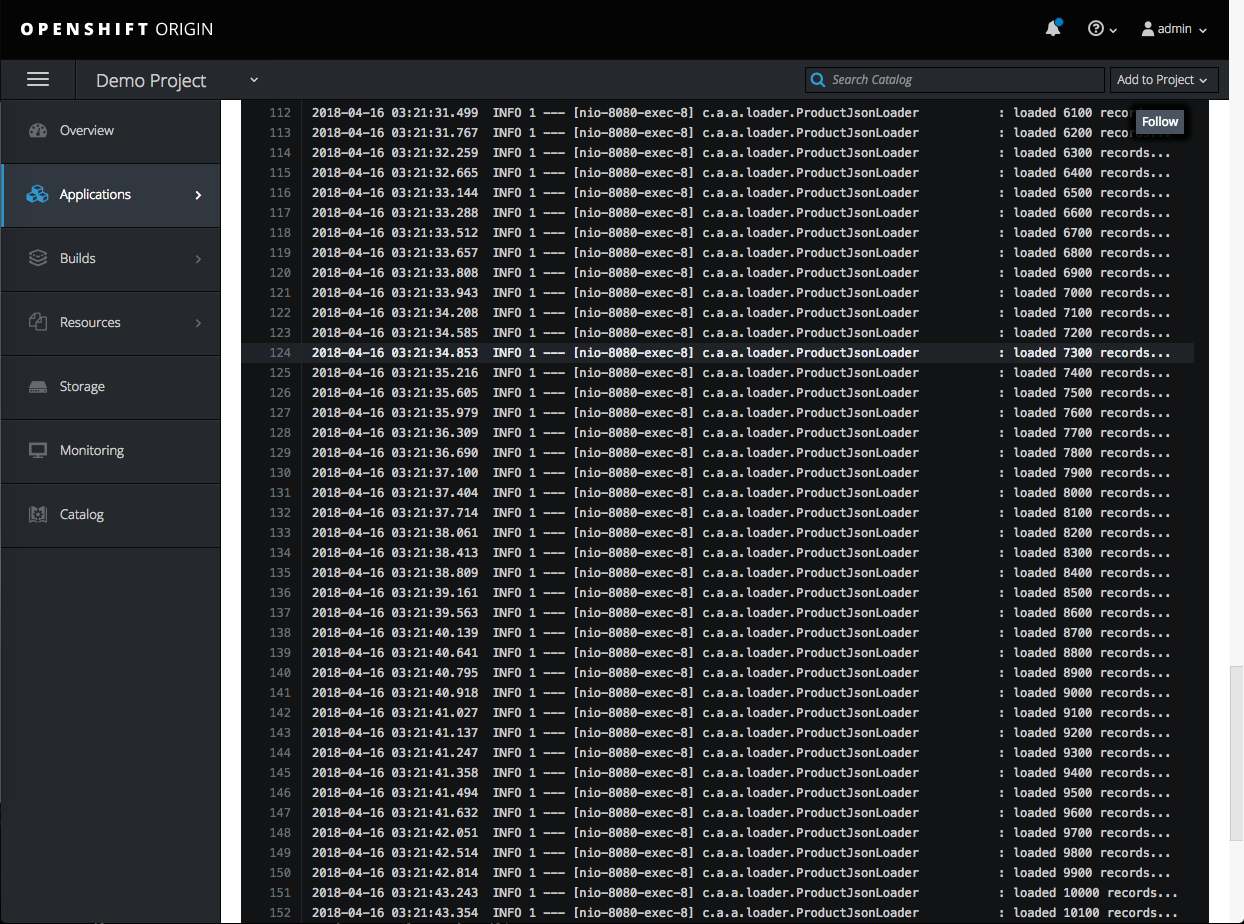 OPENSHIFT ORIGIN
admin
Demo Project
Search Catalog
Add to Project
Overview
Applications
Builds
Resources
Storage
Monitoring
Catalog
Follow
112 2018-04-16 03:21:31.499 INFO 1 --- [nio-8080-exec-8] c.a.a.loader.ProductJsonLoader : loaded 6100 reco
113 2018-04-16 03:21:31.767 INFO 1 --- [nio-8080-exec-8] c.a.a.loader.ProductJsonLoader : loaded 6200 reco
114 2018-04-16 03:21:32.259 INFO 1 --- [nio-8080-exec-8] c.a.a.loader.ProductJsonLoader : loaded 6300 records...
115 2018-04-16 03:21:32.665 INFO 1 --- [nio-8080-exec-8] c.a.a.loader.ProductJsonLoader : loaded 6400 records...
116 2018-04-16 03:21:33.144 INFO 1 --- [nio-8080-exec-8] c.a.a.loader.ProductJsonLoader : loaded 6500 records...
117 2018-04-16 03:21:33.288 INFO 1 --- [nio-8080-exec-8] c.a.a.loader.ProductJsonLoader : loaded 6600 records...
118 2018-04-16 03:21:33.512 INFO 1 --- [nio-8080-exec-8] c.a.a.loader.ProductJsonLoader : loaded 6700 records...
119 2018-04-16 03:21:33.657 INFO 1 --- [nio-8080-exec-8] c.a.a.loader.ProductJsonLoader : loaded 6800 records...
120 2018-04-16 03:21:33.808 INFO 1 --- [nio-8080-exec-8] c.a.a.loader.ProductJsonLoader : loaded 6900 records...
121 2018-04-16 03:21:33.943 INFO 1 --- [nio-8080-exec-8] c.a.a.loader.ProductJsonLoader : loaded 7000 records...
122 2018-04-16 03:21:34.208 INFO 1 --- [nio-8080-exec-8] c.a.a.loader.ProductJsonLoader : loaded 7100 records...
123 2018-04-16 03:21:34.585 INFO 1 --- [nio-8080-exec-8] c.a.a.loader.ProductJsonLoader : loaded 7200 records...
124 2018-04-16 03:21:34.853 INFO 1 --- [nio-8080-exec-8] c.a.a.loader.ProductJsonLoader : loaded 7300 records...
125 2018-04-16 03:21:35.216 INFO 1 --- [nio-8080-exec-8] c.a.a.loader.ProductJsonLoader : loaded 7400 records...
126 2018-04-16 03:21:35.605 INFO 1 --- [nio-8080-exec-8] c.a.a.loader.ProductJsonLoader : loaded 7500 records...
127 2018-04-16 03:21:35.979 INFO 1 --- [nio-8080-exec-8] c.a.a.loader.ProductJsonLoader : loaded 7600 records...
128 2018-04-16 03:21:36.309 INFO 1 --- [nio-8080-exec-8] c.a.a.loader.ProductJsonLoader : loaded 7700 records...
129 2018-04-16 03:21:36.690 INFO 1 --- [nio-8080-exec-8] c.a.a.loader.ProductJsonLoader : loaded 7800 records...
130 2018-04-16 03:21:37.100 INFO 1 --- [nio-8080-exec-8] c.a.a.loader.ProductJsonLoader : loaded 7900 records...
131 2018-04-16 03:21:37.404 INFO 1 --- [nio-8080-exec-8] c.a.a.loader.ProductJsonLoader : loaded 8000 records...
132 2018-04-16 03:21:37.714 INFO 1 --- [nio-8080-exec-8] c.a.a.loader.ProductJsonLoader : loaded 8100 records...
133 2018-04-16 03:21:38.061 INFO 1 --- [nio-8080-exec-8] c.a.a.loader.ProductJsonLoader : loaded 8200 records...
134 2018-04-16 03:21:38.413 INFO 1 --- [nio-8080-exec-8] c.a.a.loader.ProductJsonLoader : loaded 8300 records...
135 2018-04-16 03:21:38.809 INFO 1 --- [nio-8080-exec-8] c.a.a.loader.ProductJsonLoader : loaded 8400 records...
136 2018-04-16 03:21:39.161 INFO 1 --- [nio-8080-exec-8] c.a.a.loader.ProductJsonLoader : loaded 8500 records...
137 2018-04-16 03:21:39.563 INFO 1 --- [nio-8080-exec-8] c.a.a.loader.ProductJsonLoader : loaded 8600 records...
138 2018-04-16 03:21:40.139 INFO 1 --- [nio-8080-exec-8] c.a.a.loader.ProductJsonLoader : loaded 8700 records...
139 2018-04-16 03:21:40.641 INFO 1 --- [nio-8080-exec-8] c.a.a.loader.ProductJsonLoader : loaded 8800 records...
140 2018-04-16 03:21:40.795 INFO 1 --- [nio-8080-exec-8] c.a.a.loader.ProductJsonLoader : loaded 8900 records...
141 2018-04-16 03:21:40.918 INFO 1 --- [nio-8080-exec-8] c.a.a.loader.ProductJsonLoader : loaded 9000 records...
142 2018-04-16 03:21:41.027 INFO 1 --- [nio-8080-exec-8] c.a.a.loader.ProductJsonLoader : loaded 9100 records...
143 2018-04-16 03:21:41.137 INFO 1 --- [nio-8080-exec-8] c.a.a.loader.ProductJsonLoader : loaded 9200 records...
144 2018-04-16 03:21:41.247 INFO 1 --- [nio-8080-exec-8] c.a.a.loader.ProductJsonLoader : loaded 9300 records...
145 2018-04-16 03:21:41.358 INFO 1 --- [nio-8080-exec-8] c.a.a.loader.ProductJsonLoader : loaded 9400 records...
146 2018-04-16 03:21:41.494 INFO 1 --- [nio-8080-exec-8] c.a.a.loader.ProductJsonLoader : loaded 9500 records...
147 2018-04-16 03:21:41.632 INFO 1 --- [nio-8080-exec-8] c.a.a.loader.ProductJsonLoader : loaded 9600 records...
148 2018-04-16 03:21:42.051 INFO 1 --- [nio-8080-exec-8] c.a.a.loader.ProductJsonLoader : loaded 9700 records...
149 2018-04-16 03:21:42.514 INFO 1 --- [nio-8080-exec-8] c.a.a.loader.ProductJsonLoader : loaded 9800 records...
150 2018-04-16 03:21:42.814 INFO 1 --- [nio-8080-exec-8] c.a.a.loader.ProductJsonLoader : loaded 9900 records...
151 2018-04-16 03:21:43.243 INFO 1 --- [nio-8080-exec-8] c.a.a.loader.ProductJsonLoader : loaded 10000 records...
152 2018-04-16 03:21:43.354 INFO 1 --- [nio-8080-exec-8] c.a.a.loader.ProductJsonLoader : loaded 10100 records...